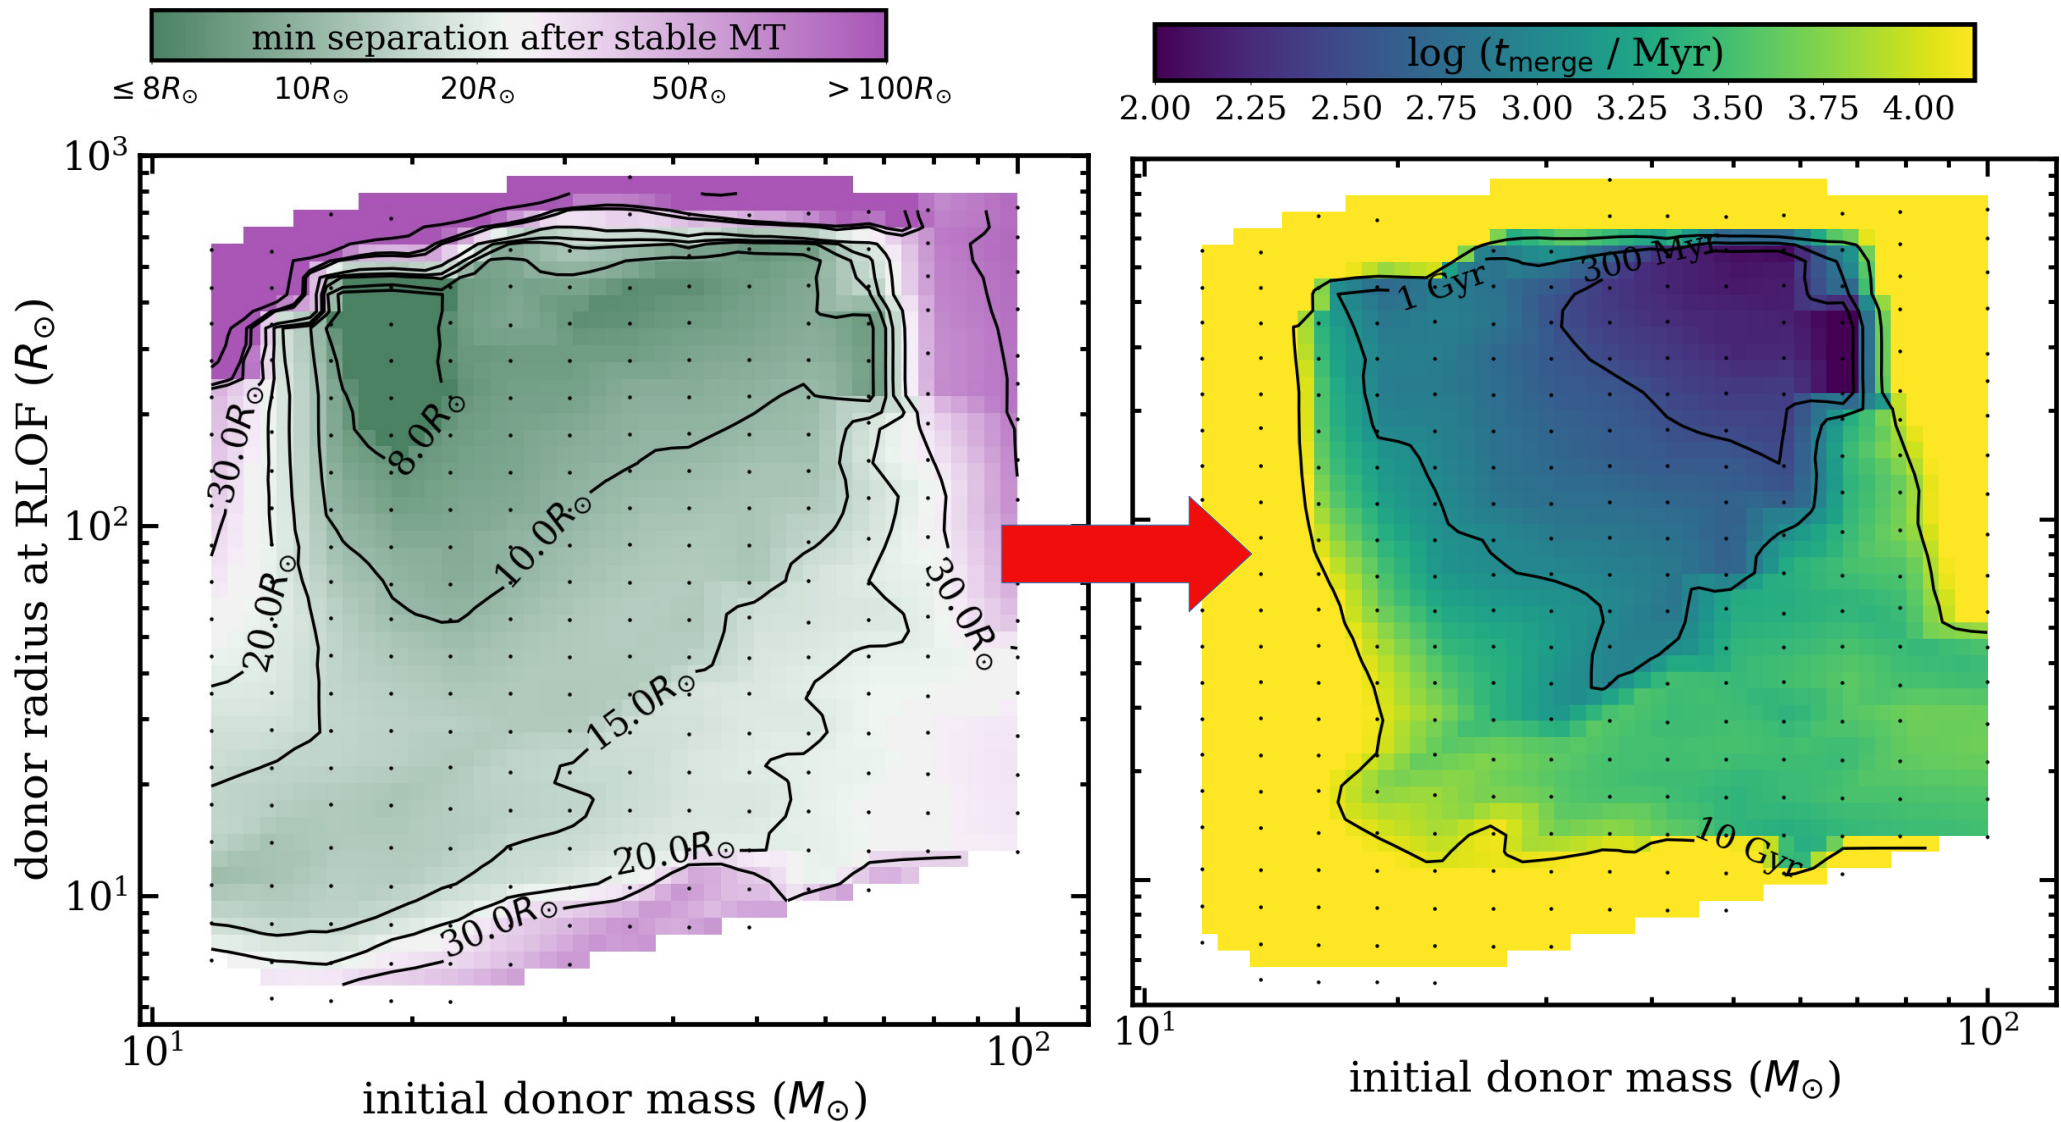 min separation after stable MT
≤ 8R⊙ 10R⊙ 20R⊙ 50R⊙ > 100R⊙
donor radius at RLOF (R⊙)
10³
10²
10¹
30.0R⊙
20.0R⊙
8.0R⊙
10.0R⊙
15.0R⊙
20.0R⊙
30.0R⊙
30.0R⊙
10¹ 10²
initial donor mass (M⊙)
log (tmerge / Myr)
2.00 2.25 2.50 2.75 3.00 3.25 3.50 3.75 4.00
1 Gyr
300 Myr
10 Gyr
10¹ 10²
initial donor mass (M⊙)